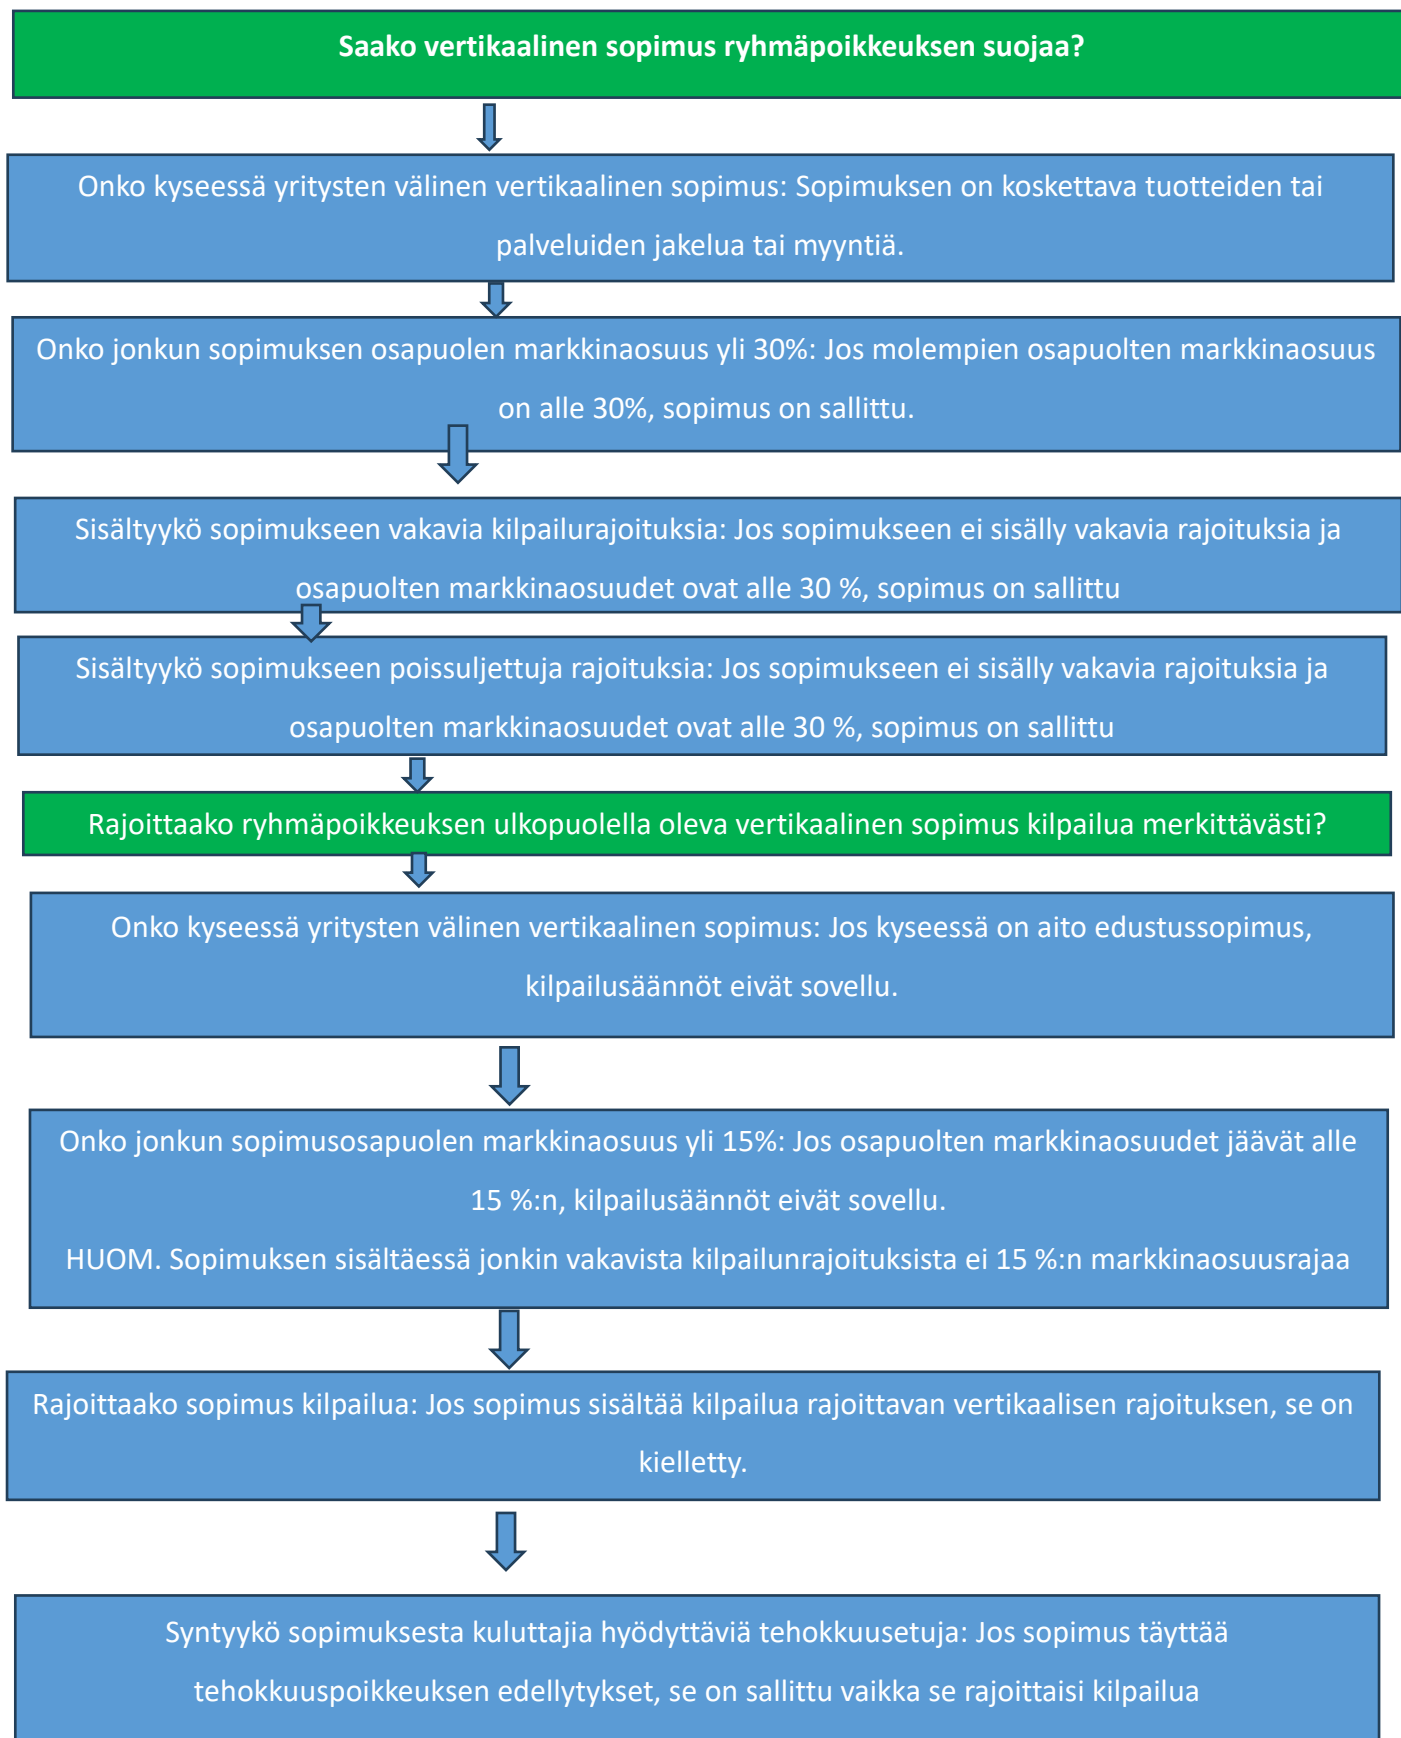 Saako vertikaalinen sopimus ryhmäpoikkeuksen suojaa?
Onko kyseessä yritysten välinen vertikaalinen sopimus: Sopimuksen on koskettava tuotteiden tai
palveluiden jakelua tai myyntiä.
Onko jonkun sopimuksen osapuolen markkinaosuus yli 30%: Jos molempien osapuolten markkinaosuus
on alle 30%, sopimus on sallittu.
Sisältyykö sopimukseen vakavia kilpailurajoituksia: Jos sopimukseen ei sisälly vakavia rajoituksia ja
osapuolten markkinaosuudet ovat alle 30 %, sopimus on sallittu
Sisältyykö sopimukseen poissuljettuja rajoituksia: Jos sopimukseen ei sisälly vakavia rajoituksia ja
osapuolten markkinaosuudet ovat alle 30 %, sopimus on sallittu
Rajoittaako ryhmäpoikkeuksen ulkopuolella oleva vertikaalinen sopimus kilpailua merkittävästi?
Onko kyseessä yritysten välinen vertikaalinen sopimus: Jos kyseessä on aito edustussopimus,
kilpailusäännöt eivät sovellu.
Onko jonkun sopimusosapuolen markkinaosuus yli 15%: Jos osapuolten markkinaosuudet jäävät alle
15 %:n, kilpailusäännöt eivät sovellu.
HUOM. Sopimuksen sisältäessä jonkin vakavista kilpailunrajoituksista ei 15 %:n markkinaosuusrajaa
Rajoittaako sopimus kilpailua: Jos sopimus sisältää kilpailua rajoittavan vertikaalisen rajoituksen, se on
kielletty.
Syntyykö sopimuksesta kuluttajia hyödyttäviä tehokkuusetuja: Jos sopimus täyttää
tehokkuuspoikkeuksen edellytykset, se on sallittu vaikka se rajoittaisi kilpailua